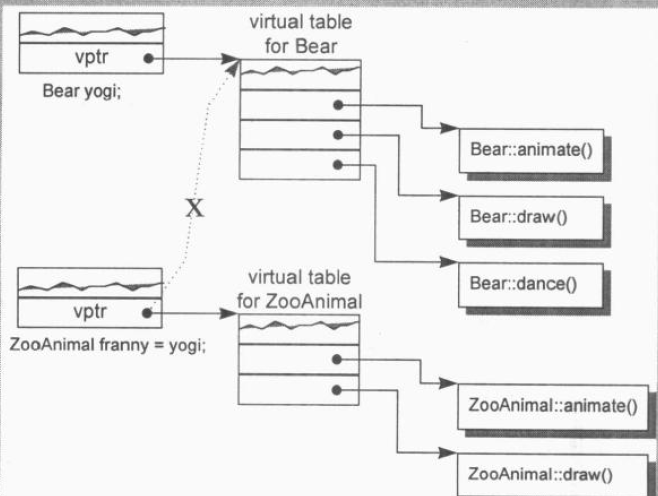 virtual table
for Bear
vptr
Bear yogi;
Bear::animate()
Bear::draw()
X
Bear::dance()
virtual table
for ZooAnimal
vptr
ZooAnimal franny = yogi;
ZooAnimal::animate()
ZooAnimal::draw()